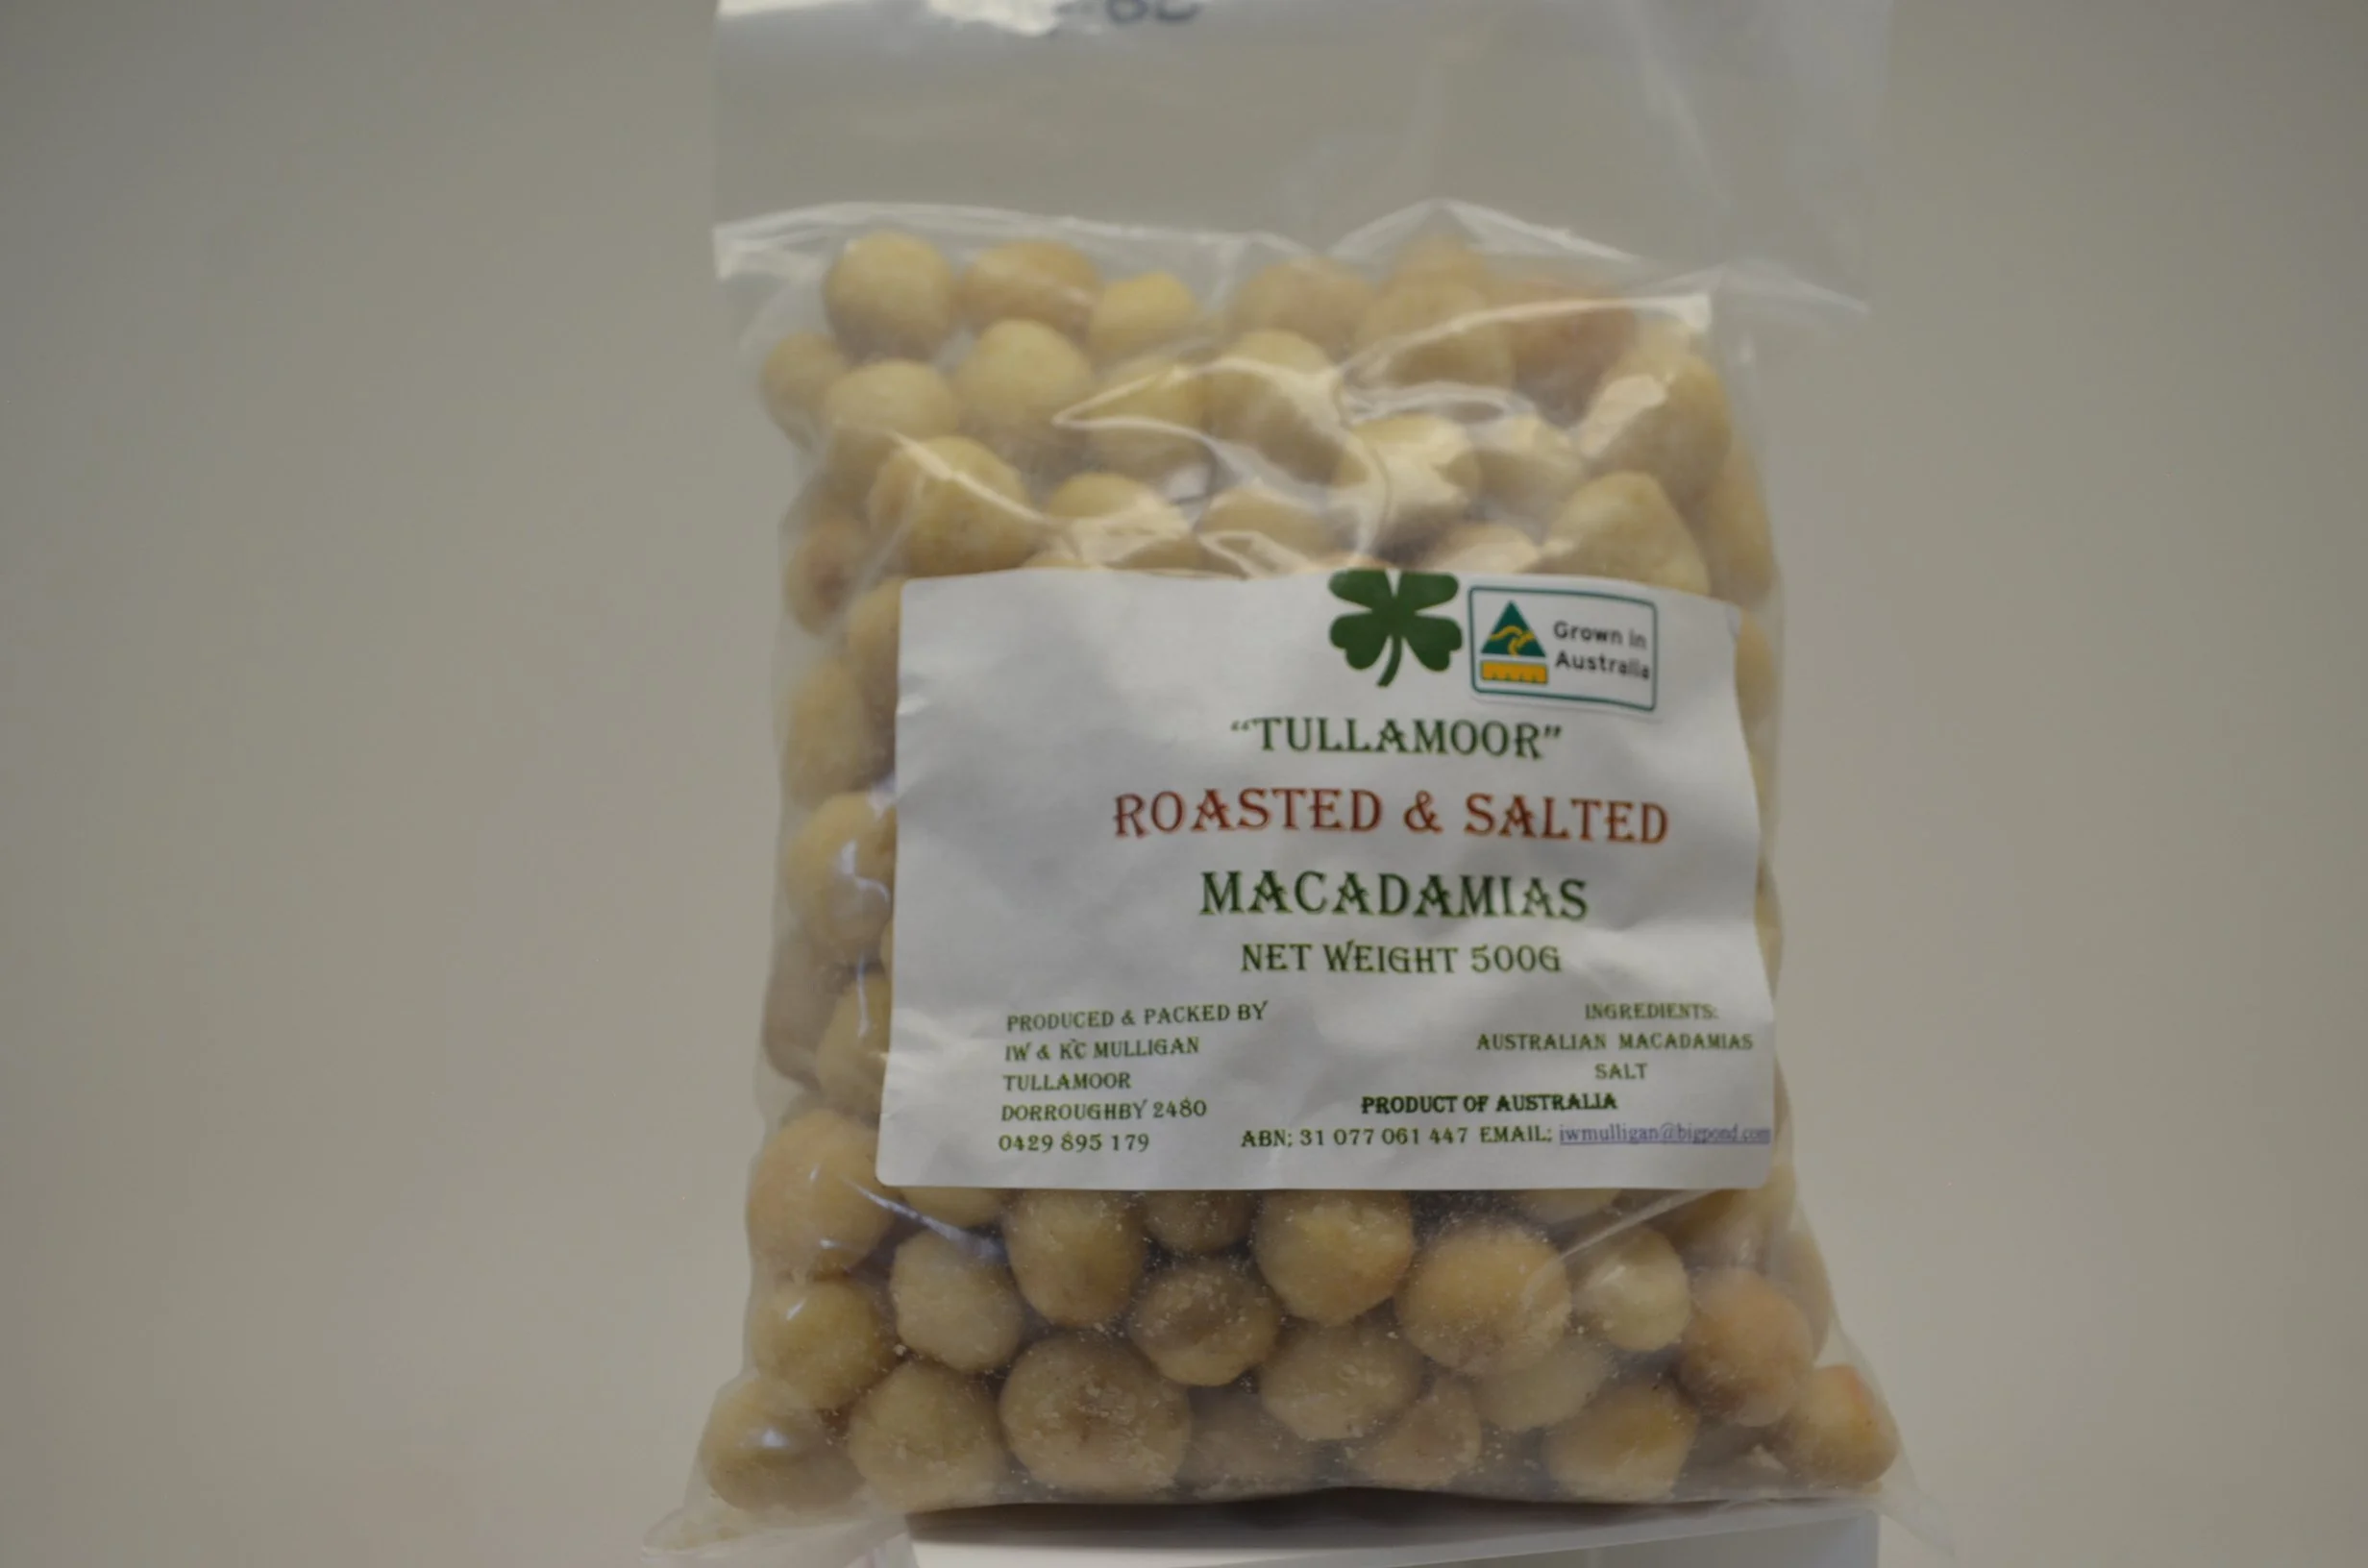 Grown in
Australia
“TULLAMOOR”
ROASTED & SALTED
MACADAMIAS
NET WEIGHT 500G
PRODUCED & PACKED BY
IW & KC MULLIGAN
TULLAMOOR
DORROUGHBY 2480
0429 895 179
INGREDIENTS:
AUSTRALIAN MACADAMIAS
SALT
PRODUCT OF AUSTRALIA
ABN: 31 077 061 447 EMAIL: iwmulligan@bigpond.com